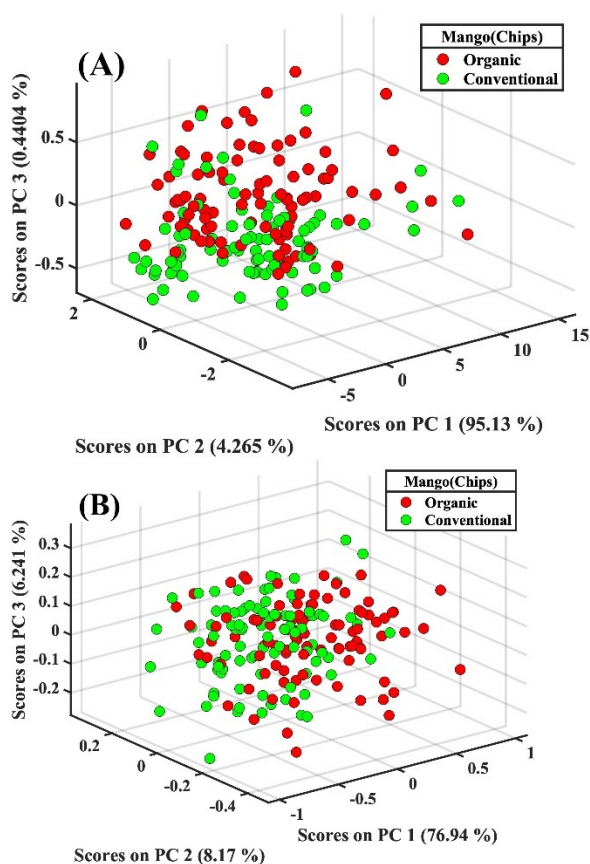 (A)
Mango(Chips)
Organic
Conventional
Scores on PC 3 (0.4404 %)
0.5
0
-0.5
2
0
-2
-5
0
5
10
15
Scores on PC 1 (95.13 %)
Scores on PC 2 (4.265 %)
(B)
Mango(Chips)
Organic
Conventional
Scores on PC 3 (6.241 %)
0.3
0.2
0.1
0
-0.1
-0.2
0.2
0
-0.2
-0.4
-1
-0.5
0
0.5
1
Scores on PC 1 (76.94 %)
Scores on PC 2 (8.17 %)